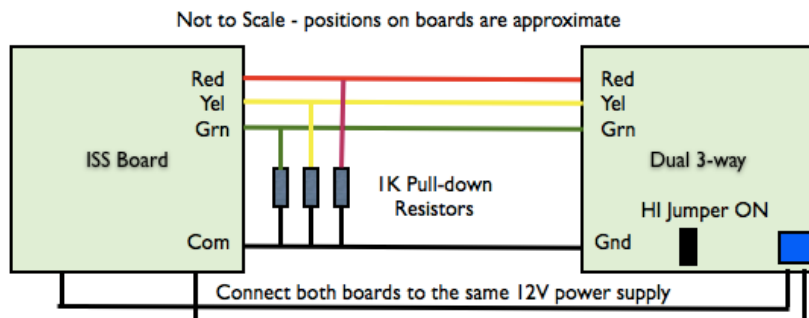 Not to Scale - positions on boards are approximate
Red
Red
Yel
Yel
Grn
Grn
ISS Board
Dual 3-way
1K Pull-down
Resistors
HI Jumper ON
Com
Gnd
Connect both boards to the same 12V power supply